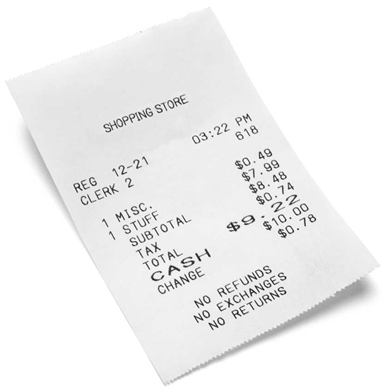 SHOPPING STORE
REG 12-21 03:22 PM
CLERK 2 618
1 MISC. $0.49
1 STUFF $7.99
SUBTOTAL $8.48
TAX $0.74
TOTAL $9.22
CASH $10.00
CHANGE $0.78
NO REFUNDS
NO EXCHANGES
NO RETURNS